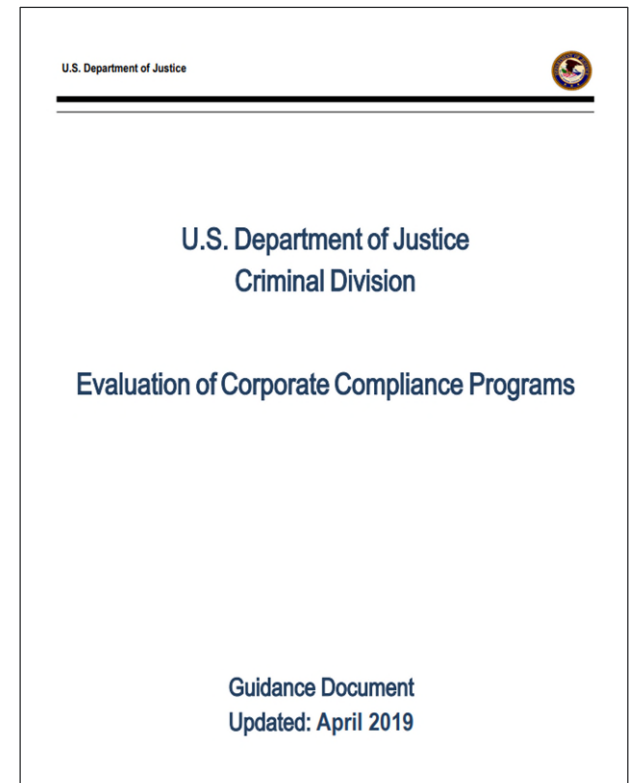 U.S. Department of Justice
U.S. Department of Justice
Criminal Division
Evaluation of Corporate Compliance Programs
Guidance Document
Updated: April 2019